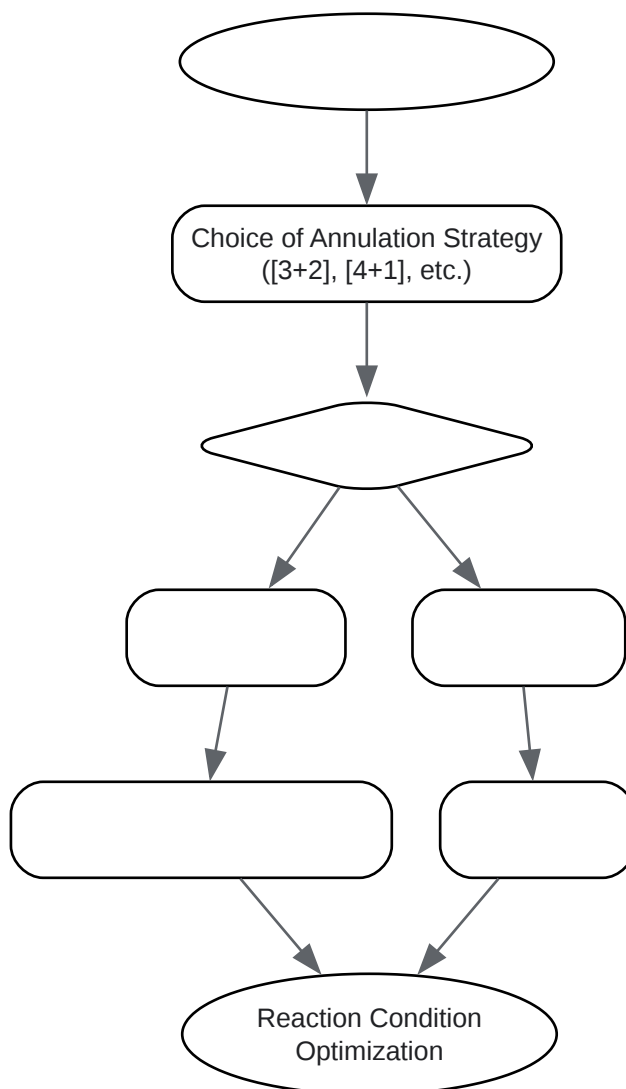 Choice of Annulation Strategy
([3+2], [4+1], etc.)
Reaction Condition
Optimization